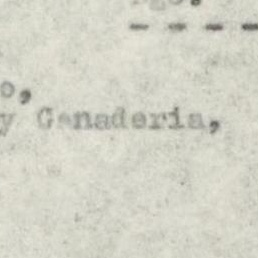 o,
y Ganaderia,